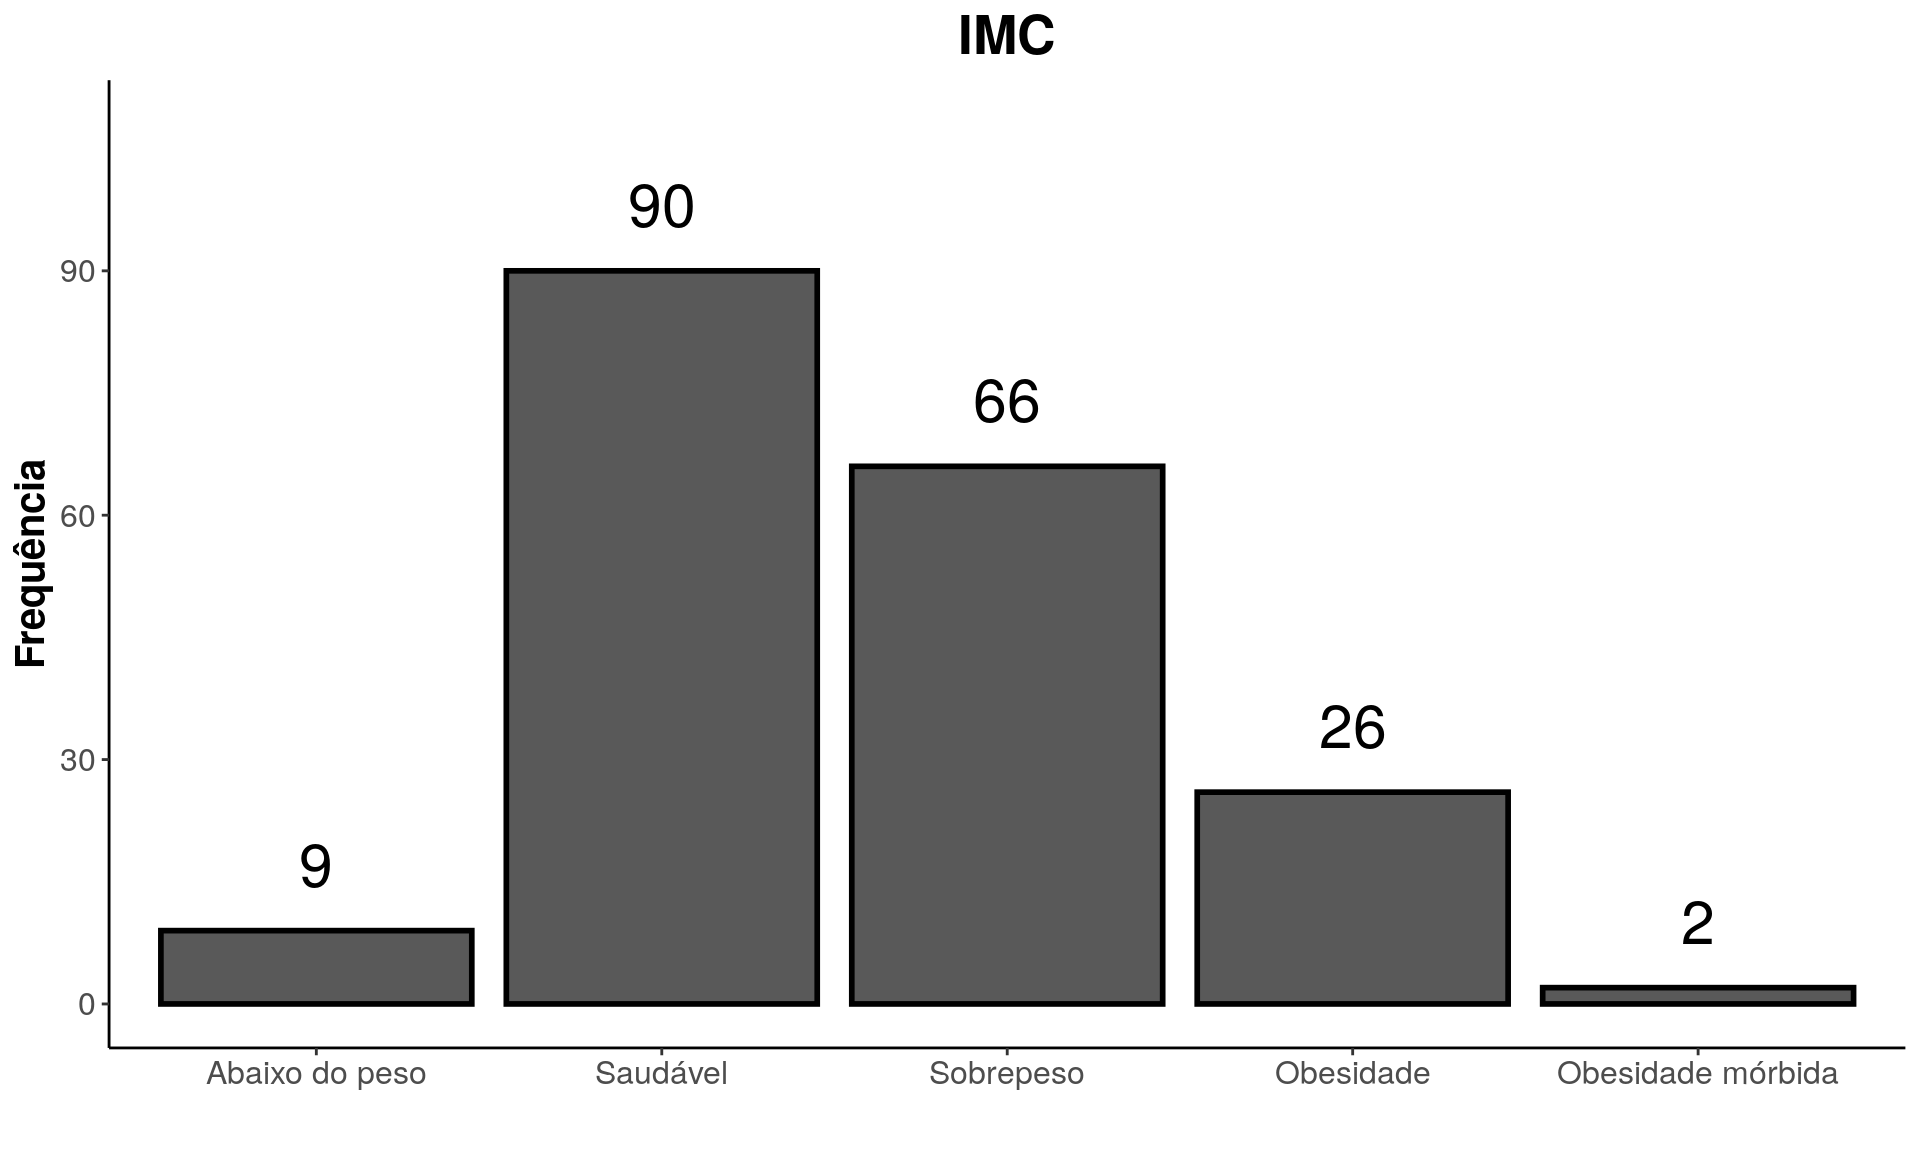 IMC
Frequência
90
60
30
0
9
90
66
26
2
Abaixo do peso
Saudável
Sobrepeso
Obesidade
Obesidade mórbida